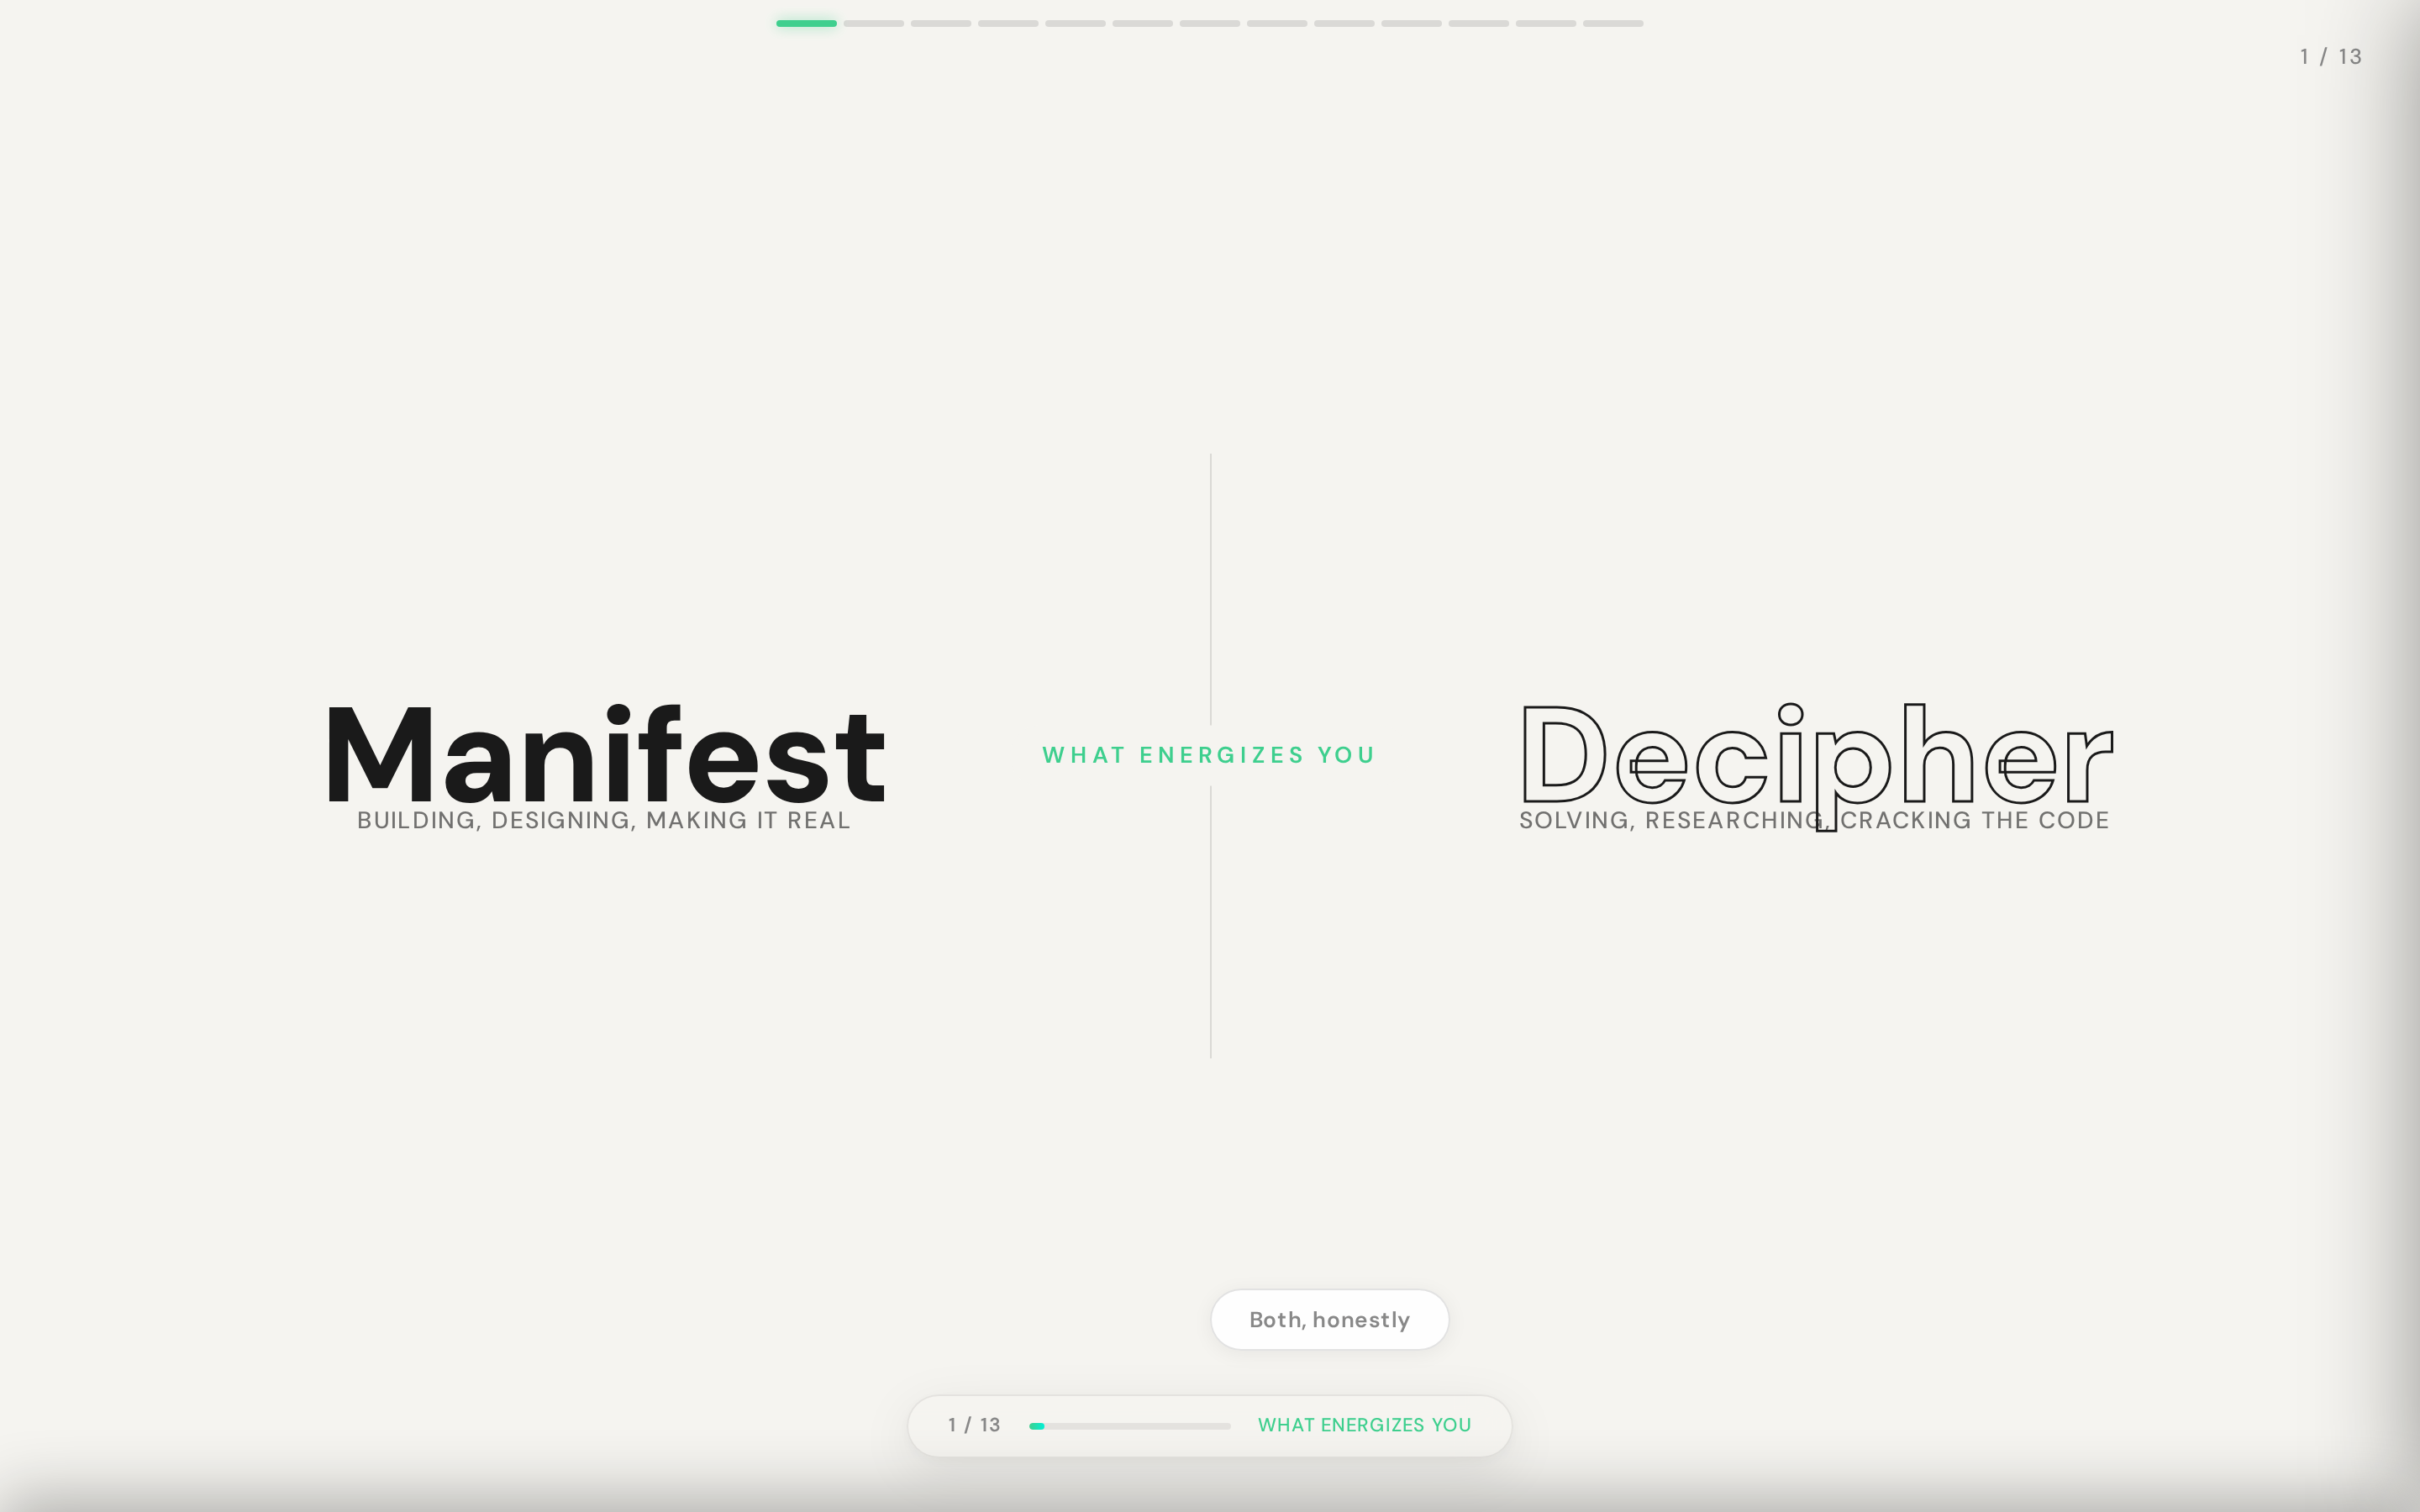 1 / 13
Manifest
BUILDING, DESIGNING, MAKING IT REAL
WHAT ENERGIZES YOU
Decipher
SOLVING, RESEARCHING, CRACKING THE CODE
Both, honestly
1 / 13
WHAT ENERGIZES YOU